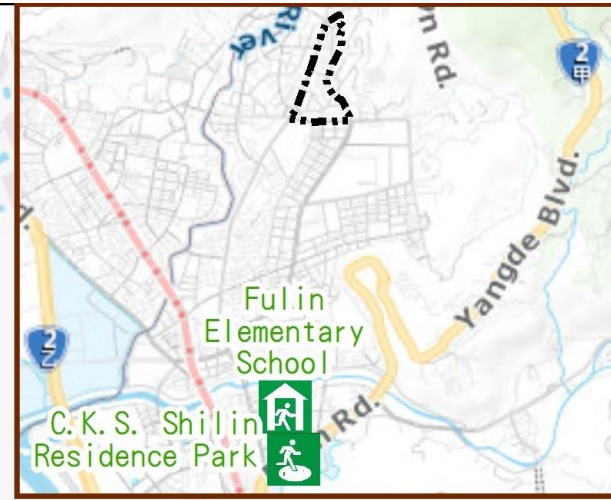 River
Rd.
2
甲
Yangde Blvd.
2
乙
Fulin
Elementary
School
C.K.S. Shilin
Residence Park
Rd.